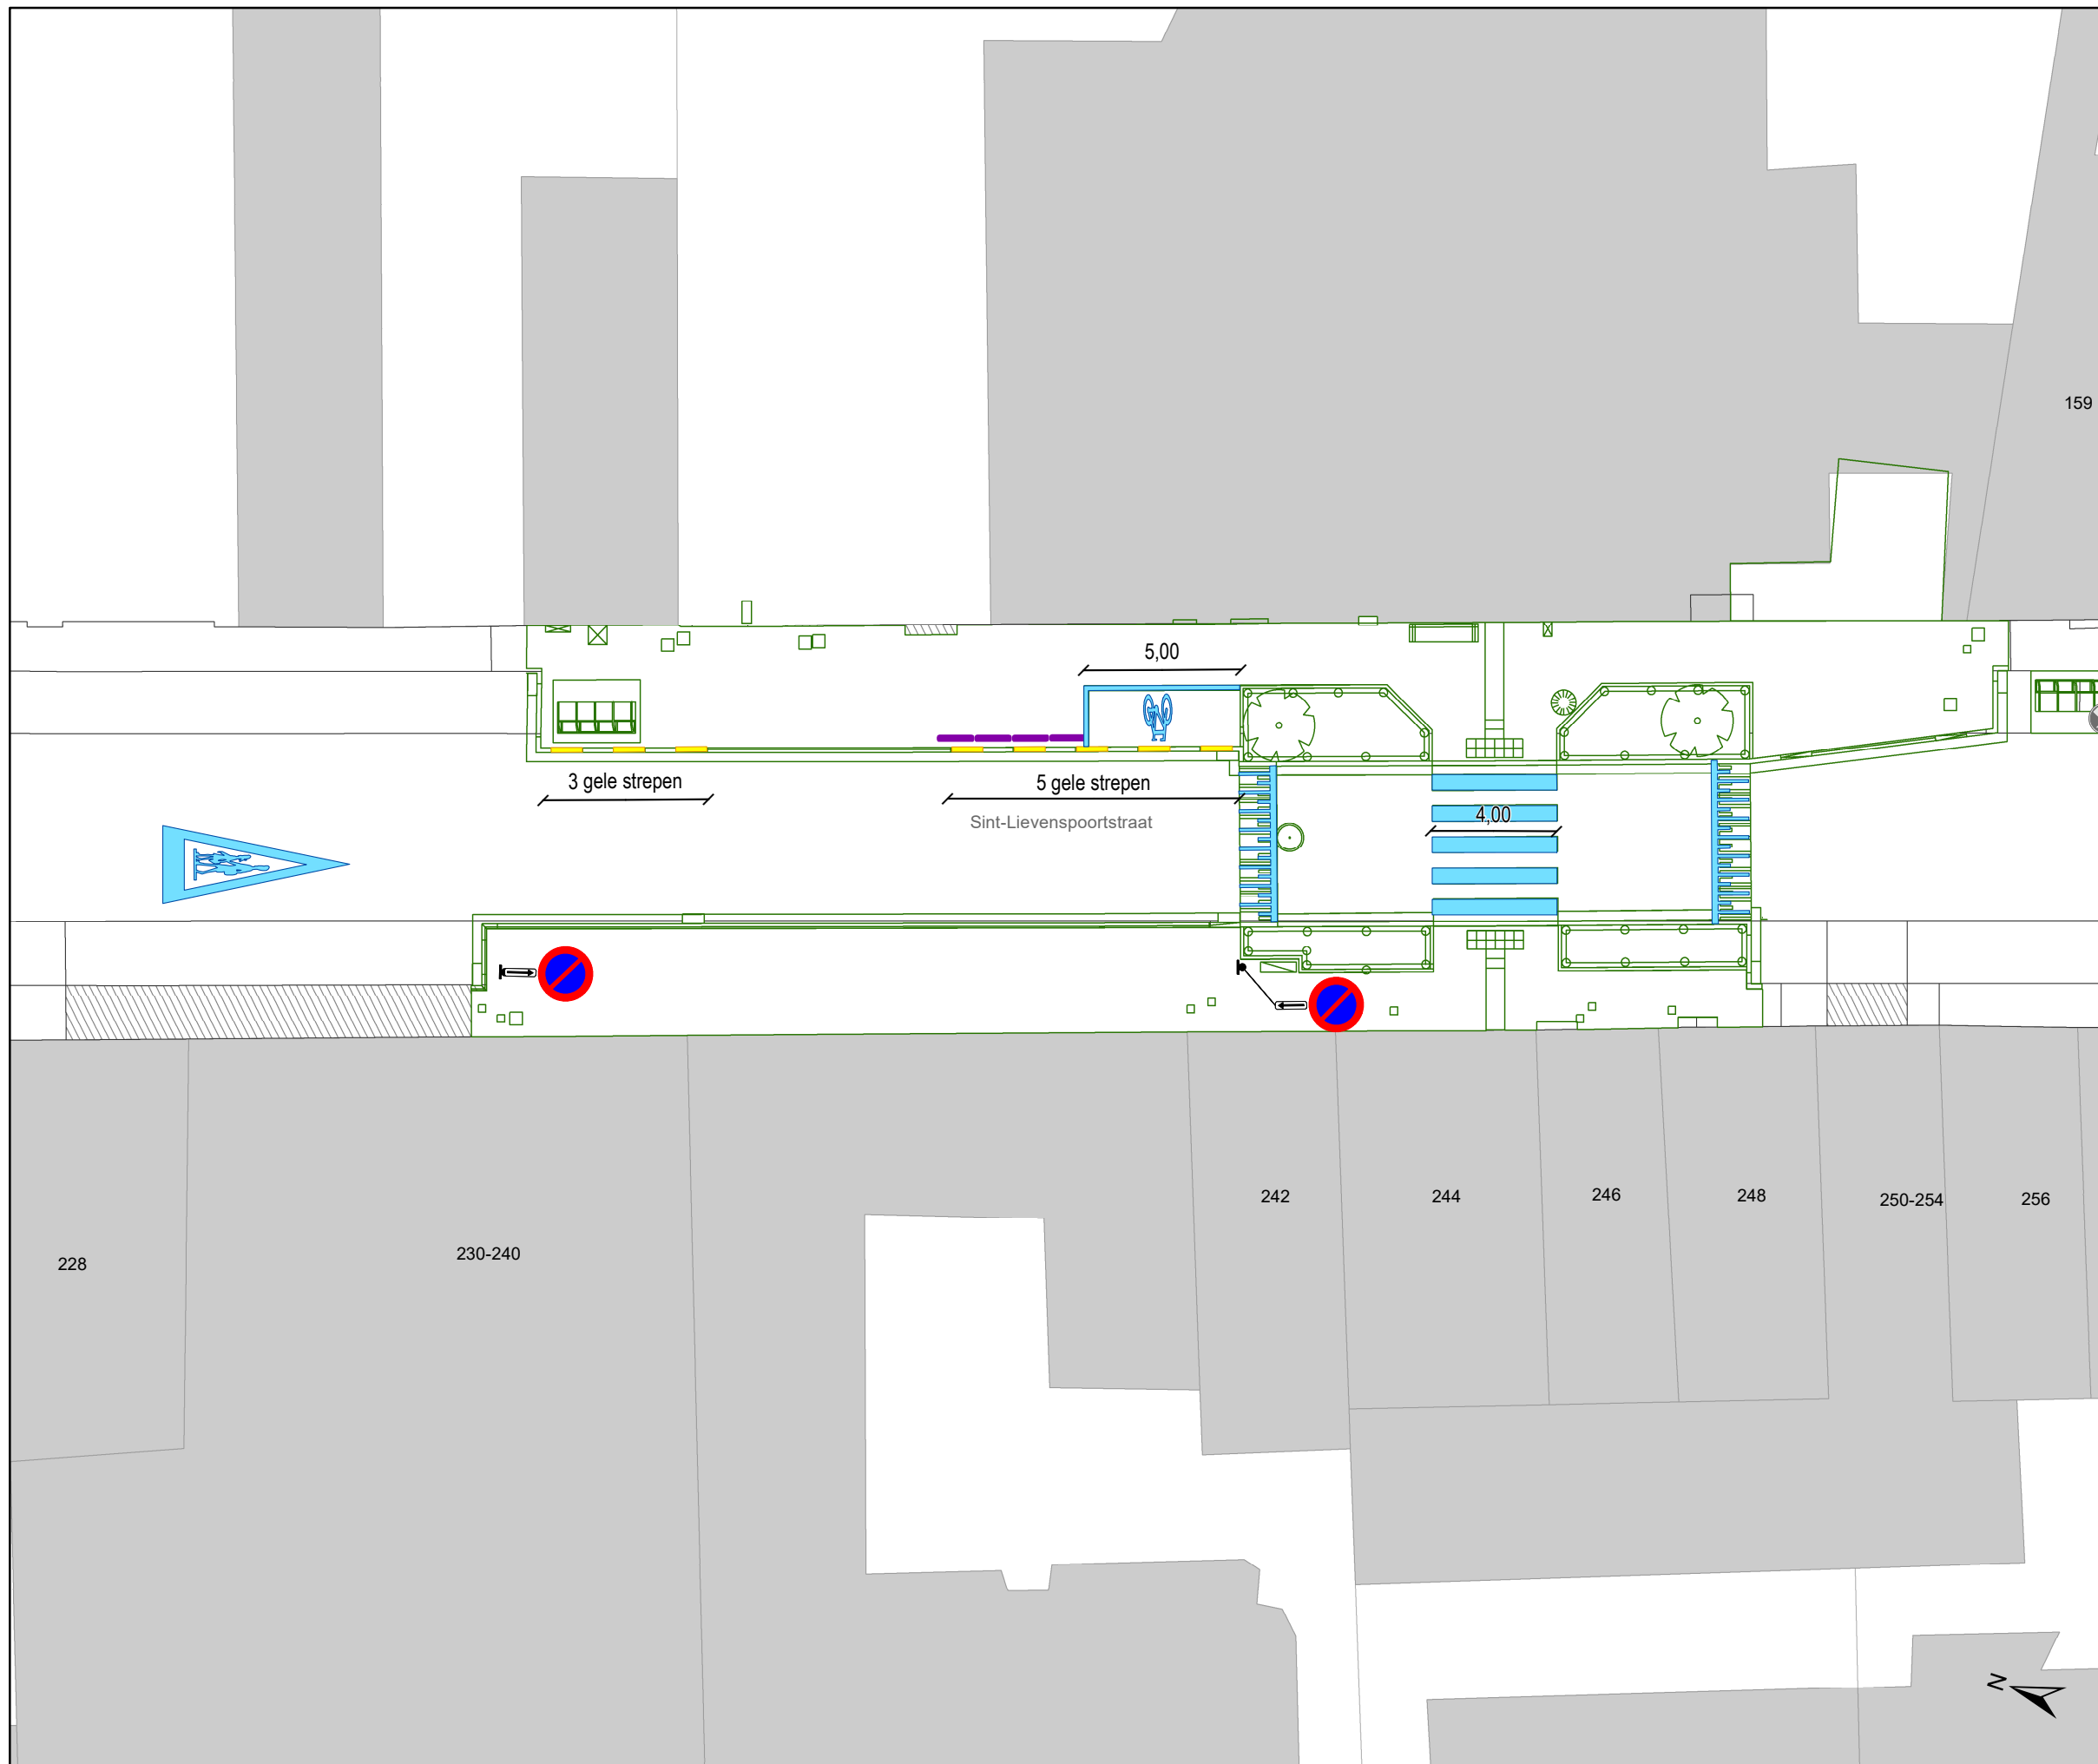 159
5,00
3 gele strepen
5 gele strepen
4,00
Sint-Lievenspoortstraat
242
244
246
248
250-254
256
230-240
228
N